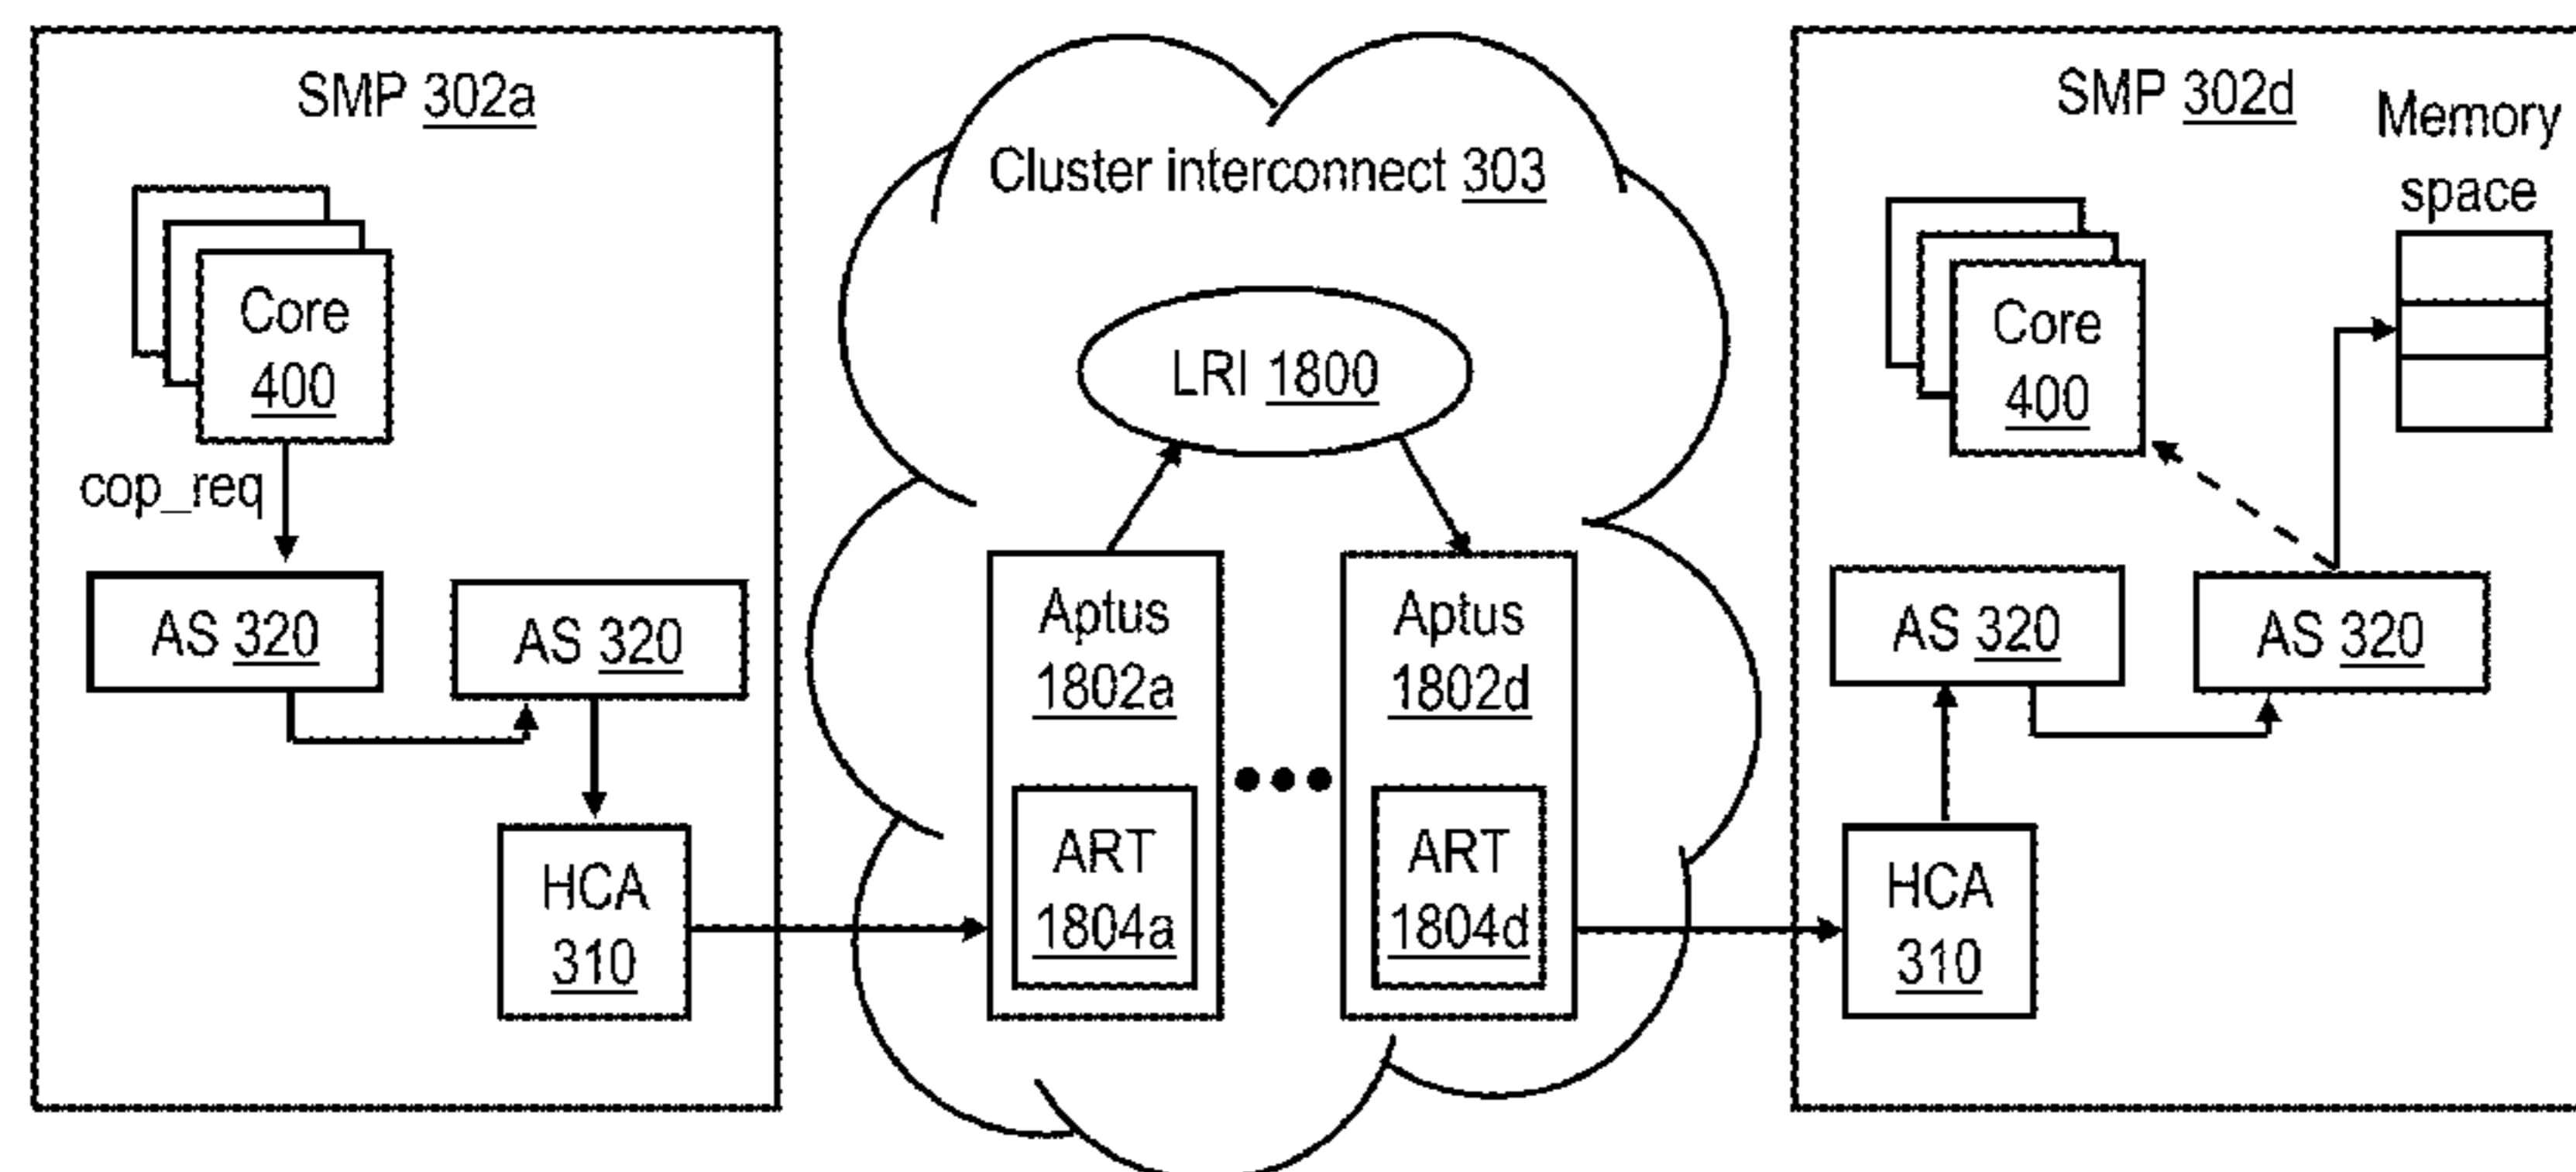 SMP 302a
Core
400
cop_req
AS 320
AS 320
HCA
310
Cluster interconnect 303
LRI 1800
Aptus
1802a
ART
1804a
Aptus
1802d
ART
1804d
SMP 302d
Memory
space
Core
400
AS 320
AS 320
HCA
310